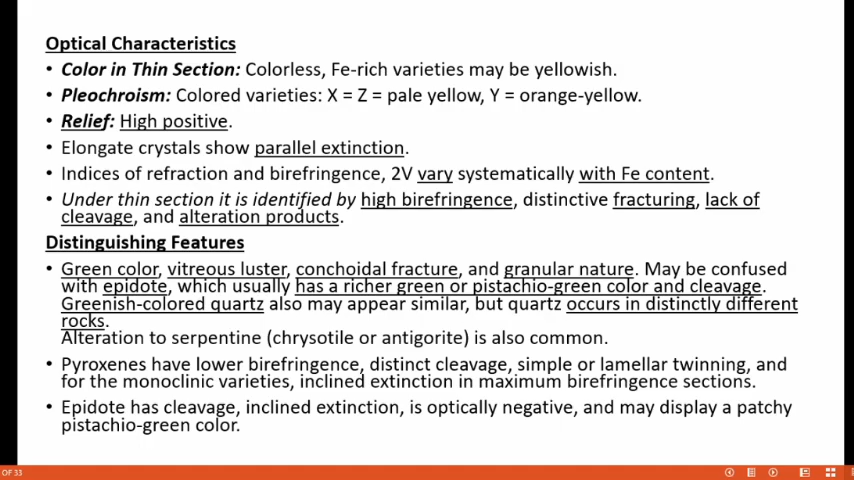 Optical Characteristics
• Color in Thin Section: Colorless, Fe-rich varieties may be yellowish.
• Pleochroism: Colored varieties: X = Z = pale yellow, Y = orange-yellow.
• Relief: High positive.
• Elongate crystals show parallel extinction.
• Indices of refraction and birefringence, 2V vary systematically with Fe content.
• Under thin section it is identified by high birefringence, distinctive fracturing, lack of
cleavage, and alteration products.
Distinguishing Features
• Green color, vitreous luster, conchoidal fracture, and granular nature. May be confused
with epidote, which usually has a richer green or pistachio-green color and cleavage.
Greenish-colored quartz also may appear similar, but quartz occurs in distinctly different
rocks.
Alteration to serpentine (chrysotile or antigorite) is also common.
• Pyroxenes have lower birefringence, distinct cleavage, simple or lamellar twinning, and
for the monoclinic varieties, inclined extinction in maximum birefringence sections.
• Epidote has cleavage, inclined extinction, is optically negative, and may display a patchy
pistachio-green color.
OF 33